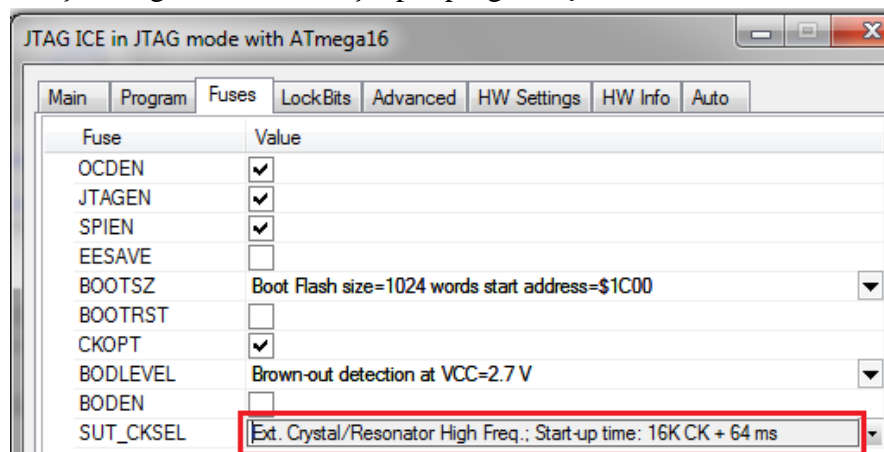 JTAG ICE in JTAG mode with ATmega16
Main Program Fuses LockBits Advanced HW Settings HW Info Auto
Fuse Value
OCDEN
JTAGEN
SPIEN
EESAVE
BOOTSZ Boot Flash size=1024 words start address=$1C00
BOOTRST
CKOPT
BODLEVEL Brown-out detection at VCC=2.7 V
BODEN
SUT_CKSEL Ext. Crystal/Resonator High Freq.; Start-up time: 16K CK + 64 ms